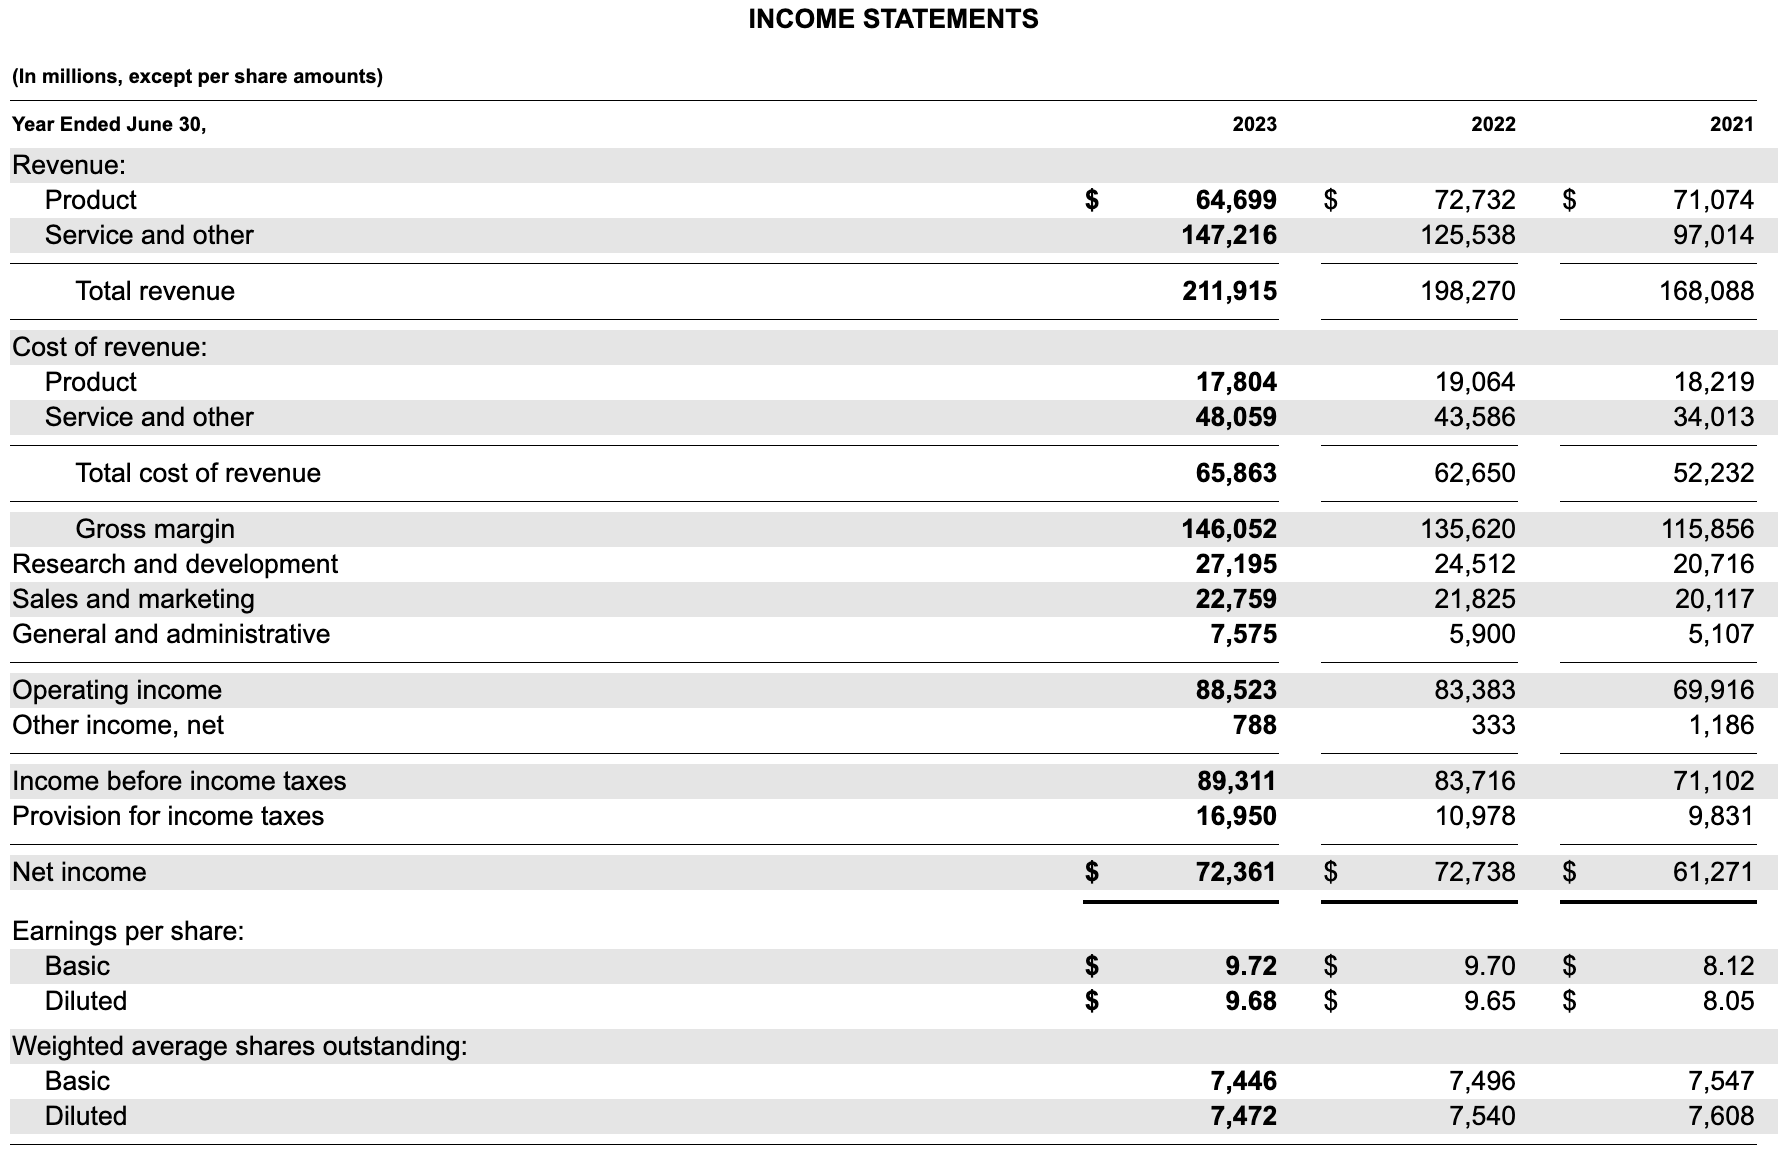 INCOME STATEMENTS
(In millions, except per share amounts)
Year Ended June 30, 2023 2022 2021
Revenue:
Product $ 64,699 $ 72,732 $ 71,074
Service and other 147,216 125,538 97,014
Total revenue 211,915 198,270 168,088
Cost of revenue:
Product 17,804 19,064 18,219
Service and other 48,059 43,586 34,013
Total cost of revenue 65,863 62,650 52,232
Gross margin 146,052 135,620 115,856
Research and development 27,195 24,512 20,716
Sales and marketing 22,759 21,825 20,117
General and administrative 7,575 5,900 5,107
Operating income 88,523 83,383 69,916
Other income, net 788 333 1,186
Income before income taxes 89,311 83,716 71,102
Provision for income taxes 16,950 10,978 9,831
Net income $ 72,361 $ 72,738 $ 61,271
Earnings per share:
Basic $ 9.72 $ 9.70 $ 8.12
Diluted $ 9.68 $ 9.65 $ 8.05
Weighted average shares outstanding:
Basic 7,446 7,496 7,547
Diluted 7,472 7,540 7,608